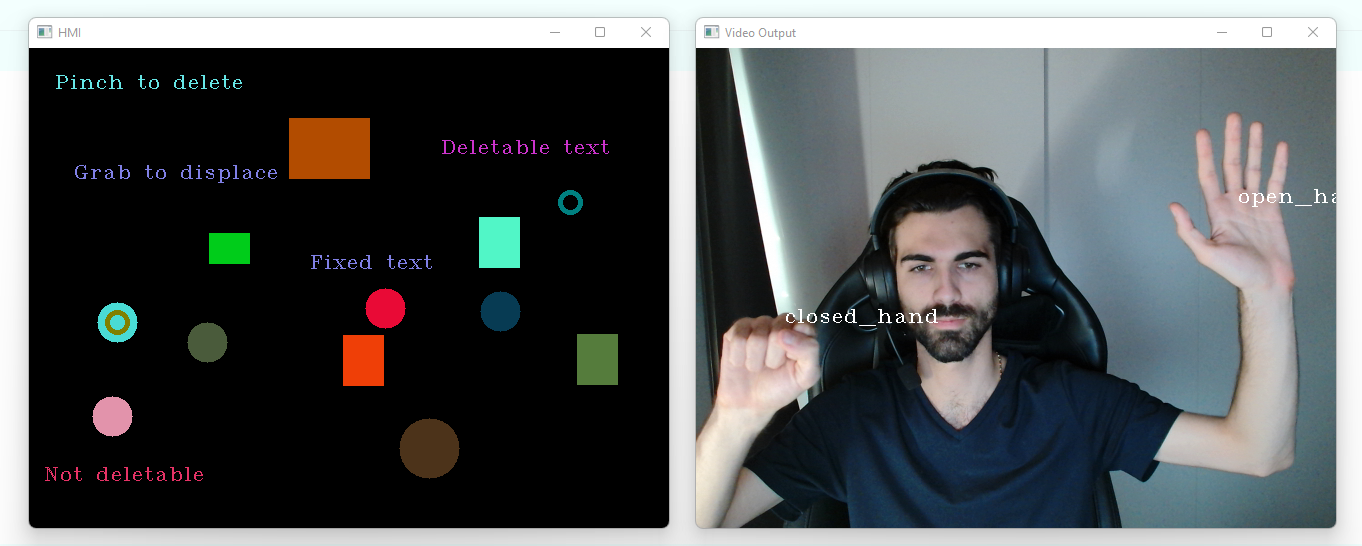 HMI
Pinch to delete
Deletable text
Grab to displace
Fixed text
Not deletable
Video Output
open_ha
closed_hand